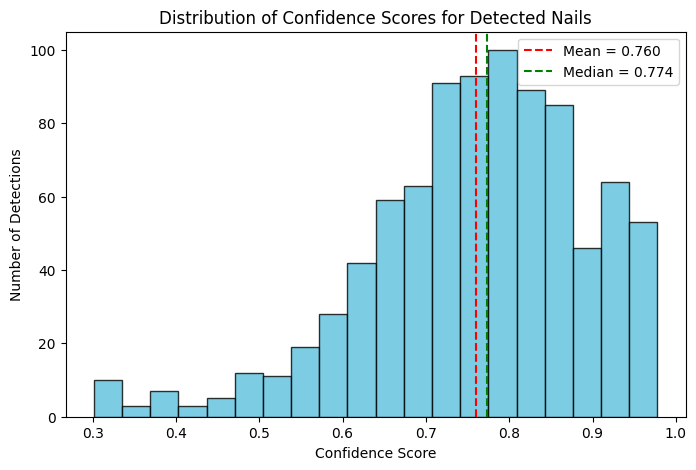 Distribution of Confidence Scores for Detected Nails
Mean = 0.760
Median = 0.774
Number of Detections
100
80
60
40
20
0
0.3 0.4 0.5 0.6 0.7 0.8 0.9 1.0
Confidence Score